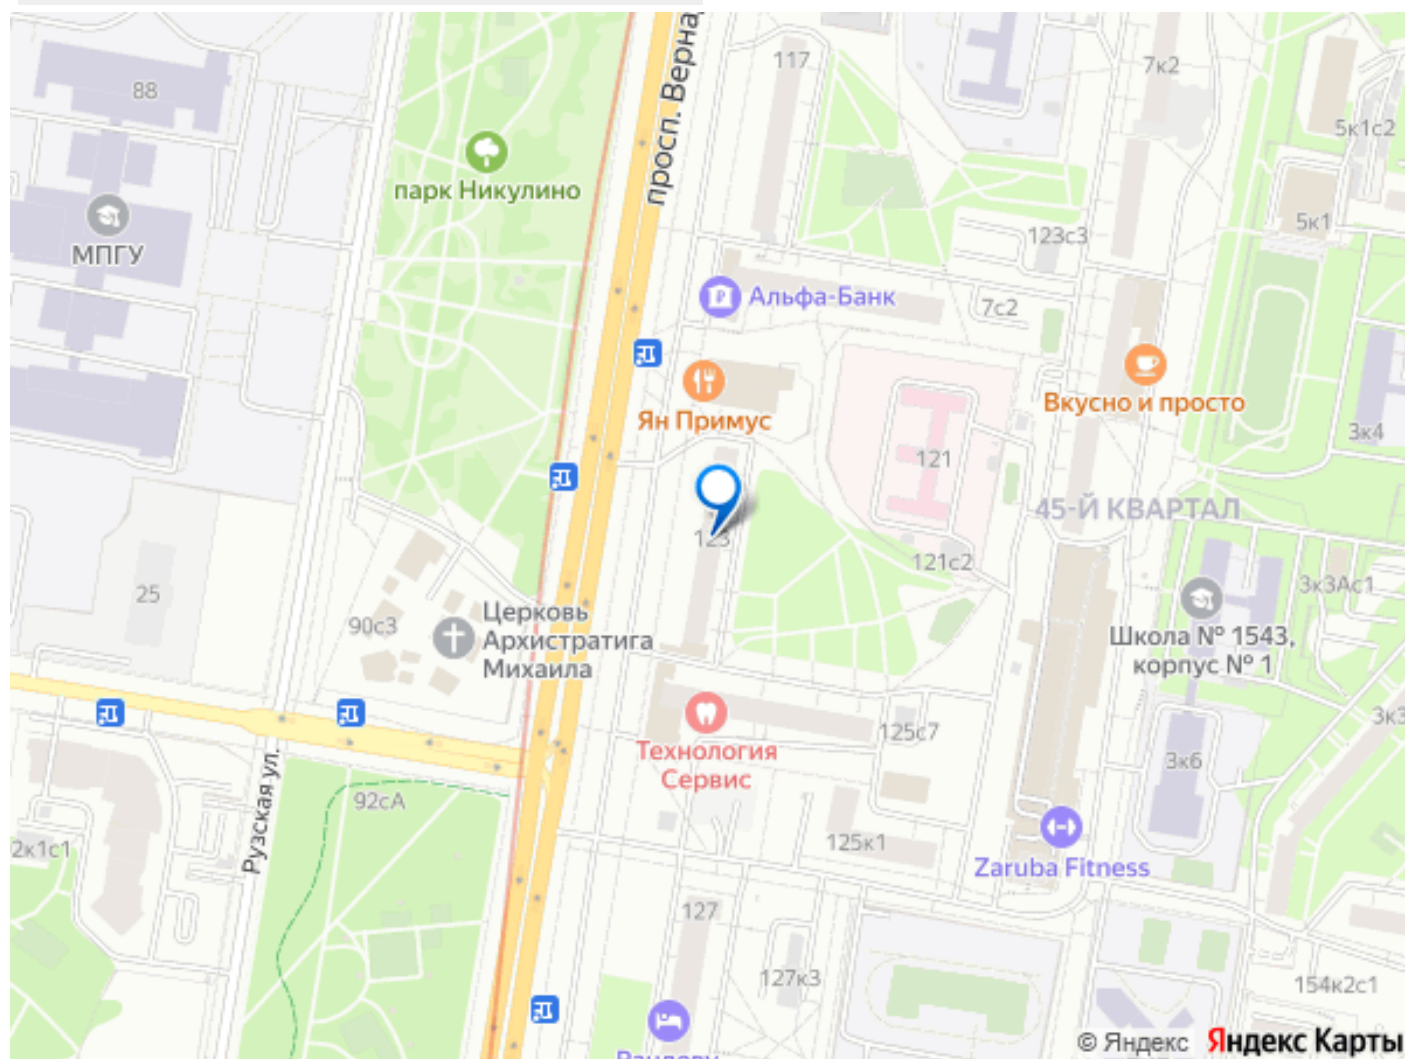 просп. Верна
117
7к2
88
5к1с2
парк Никулино
5к1
МПГУ
123с3
Альфа-Банк
7с2
Вкусно и просто
Ян Примус
3к4
121
45-Й КВАРТАЛ
123
121с2
3к3Ас1
25
90с3
Церковь
Архистратига
Михаила
Школа № 1543,
корпус № 1
3к3
125с7
Технология
Сервис
3к6
92сА
Рузская ул.
2к1с1
125к1
Zaruba Fitness
127
127к3
154к2с1
© Яндекс Яндекс Карты